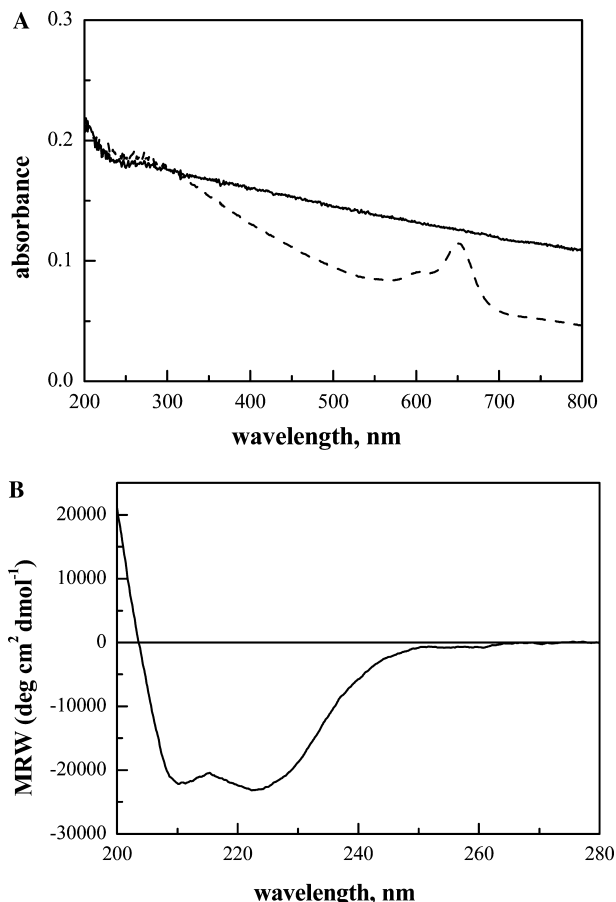 A
0.3
0.2
0.1
0.0
absorbance
200 300 400 500 600 700 800
wavelength, nm
B
20000
10000
0
-10000
-20000
-30000
MRW (deg cm² dmol⁻¹)
200 220 240 260 280
wavelength, nm